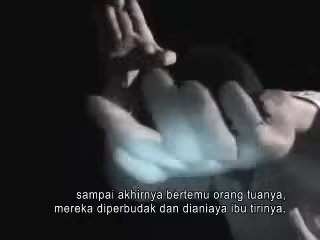 sampai akhirnya bertemu orang tuanya,
mereka diperbudak dan dianiaya ibu tirinya.